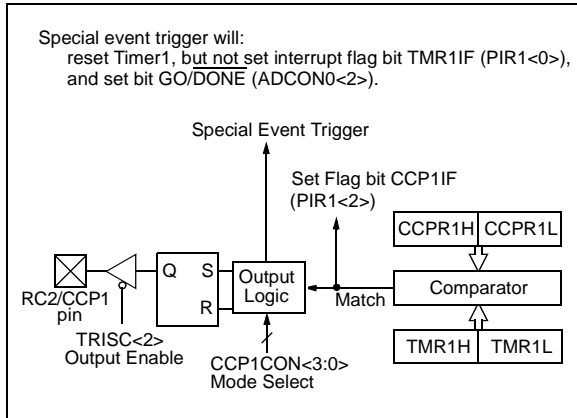 Special event trigger will:
reset Timer1, but not set interrupt flag bit TMR1IF (PIR1<0>),
and set bit GO/DONE (ADCON0<2>).
Special Event Trigger
Set Flag bit CCP1IF
(PIR1<2>)
CCPR1H CCPR1L
Q S Output
R Logic
Match
Comparator
RC2/CCP1
pin
TRISC<2>
Output Enable
CCP1CON<3:0>
Mode Select
TMR1H TMR1L